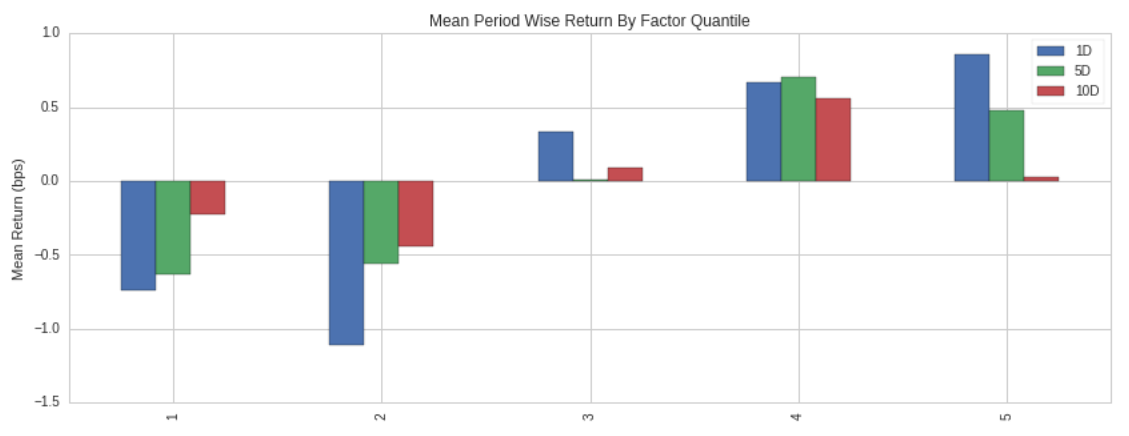 Mean Period Wise Return By Factor Quantile
1.0
0.5
0.0
−0.5
−1.0
−1.5
Mean Return (bps)
1D
5D
10D
1
2
3
4
5